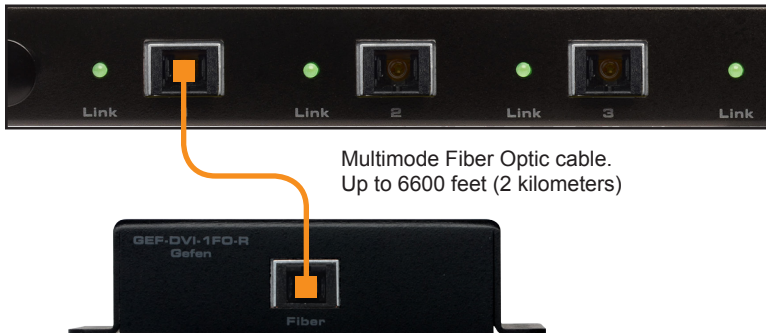 Link Link 2 Link 3 Link
Multimode Fiber Optic cable.
Up to 6600 feet (2 kilometers)
GEF-DVI-1FO-R
Gefen
Fiber